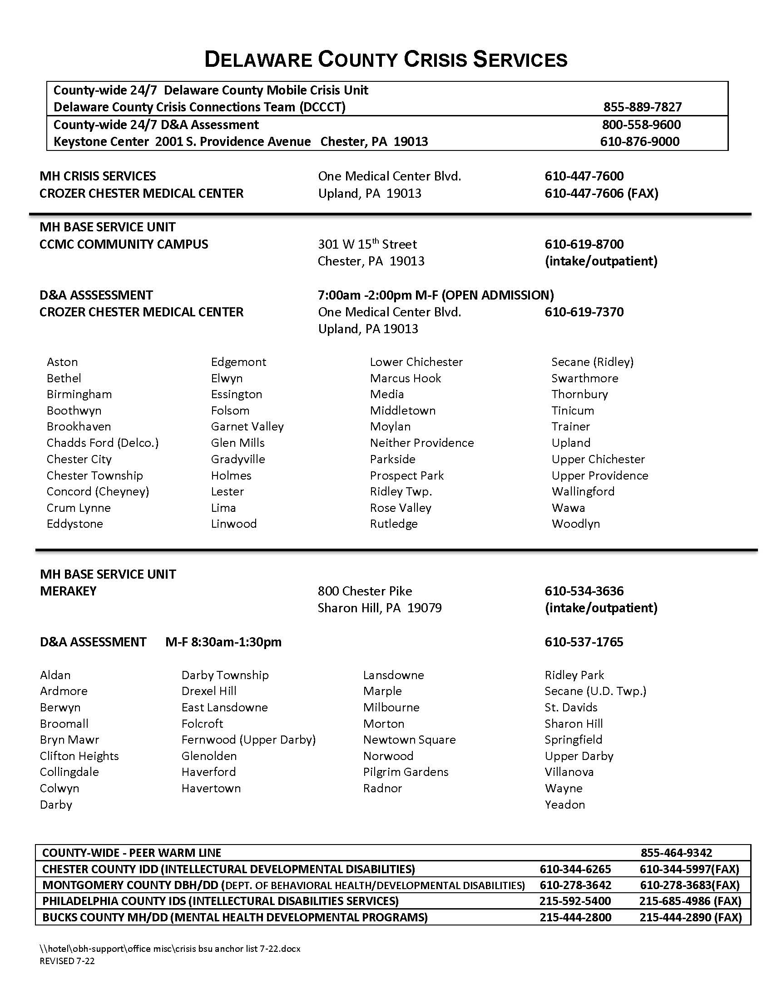 DELAWARE COUNTY CRISIS SERVICES
County-wide 24/7 Delaware County Mobile Crisis Unit
Delaware County Crisis Connections Team (DCCCT) 855-889-7827
County-wide 24/7 D&A Assessment 800-558-9600
Keystone Center 2001 S. Providence Avenue Chester, PA 19013 610-876-9000
MH CRISIS SERVICES One Medical Center Blvd. 610-447-7600
CROZER CHESTER MEDICAL CENTER Upland, PA 19013 610-447-7606 (FAX)
MH BASE SERVICE UNIT
CCMC COMMUNITY CAMPUS 301 W 15th Street 610-619-8700
Chester, PA 19013 (intake/outpatient)
D&A ASSSESSMENT 7:00am -2:00pm M-F (OPEN ADMISSION)
CROZER CHESTER MEDICAL CENTER One Medical Center Blvd. 610-619-7370
Upland, PA 19013
Aston Edgemont Lower Chichester Secane (Ridley)
Bethel Elwyn Marcus Hook Swarthmore
Birmingham Essington Media Thornbury
Boothwyn Folsom Middletown Tinicum
Brookhaven Garnet Valley Moylan Trainer
Chadds Ford (Delco.) Glen Mills Neither Providence Upland
Chester City Gradyville Parkside Upper Chichester
Chester Township Holmes Prospect Park Upper Providence
Concord (Cheyney) Lester Ridley Twp. Wallingford
Crum Lynne Lima Rose Valley Wawa
Eddystone Linwood Rutledge Woodlyn
MH BASE SERVICE UNIT
MERAKEY 800 Chester Pike 610-534-3636
Sharon Hill, PA 19079 (intake/outpatient)
D&A ASSESSMENT M-F 8:30am-1:30pm 610-537-1765
Aldan Darby Township Lansdowne Ridley Park
Ardmore Drexel Hill Marple Secane (U.D. Twp.)
Berwyn East Lansdowne Milbourne St. Davids
Broomall Folcroft Morton Sharon Hill
Bryn Mawr Fernwood (Upper Darby) Newtown Square Springfield
Clifton Heights Glenolden Norwood Upper Darby
Collingdale Haverford Pilgrim Gardens Villanova
Colwyn Havertown Radnor Wayne
Darby Yeadon
COUNTY-WIDE - PEER WARM LINE 855-464-9342
CHESTER COUNTY IDD (INTELLECTURAL DEVELOPMENTAL DISABILITIES) 610-344-6265 610-344-5997(FAX)
MONTGOMERY COUNTY DBH/DD (DEPT. OF BEHAVIORAL HEALTH/DEVELOPMENTAL DISABILITIES) 610-278-3642 610-278-3683(FAX)
PHILADELPHIA COUNTY IDS (INTELLECTURAL DISABILITIES SERVICES) 215-592-5400 215-685-4986 (FAX)
BUCKS COUNTY MH/DD (MENTAL HEALTH DEVELOPMENTAL PROGRAMS) 215-444-2800 215-444-2890 (FAX)
\\hotel\obh-support\office misc\crisis bsu anchor list 7-22.docx
REVISED 7-22